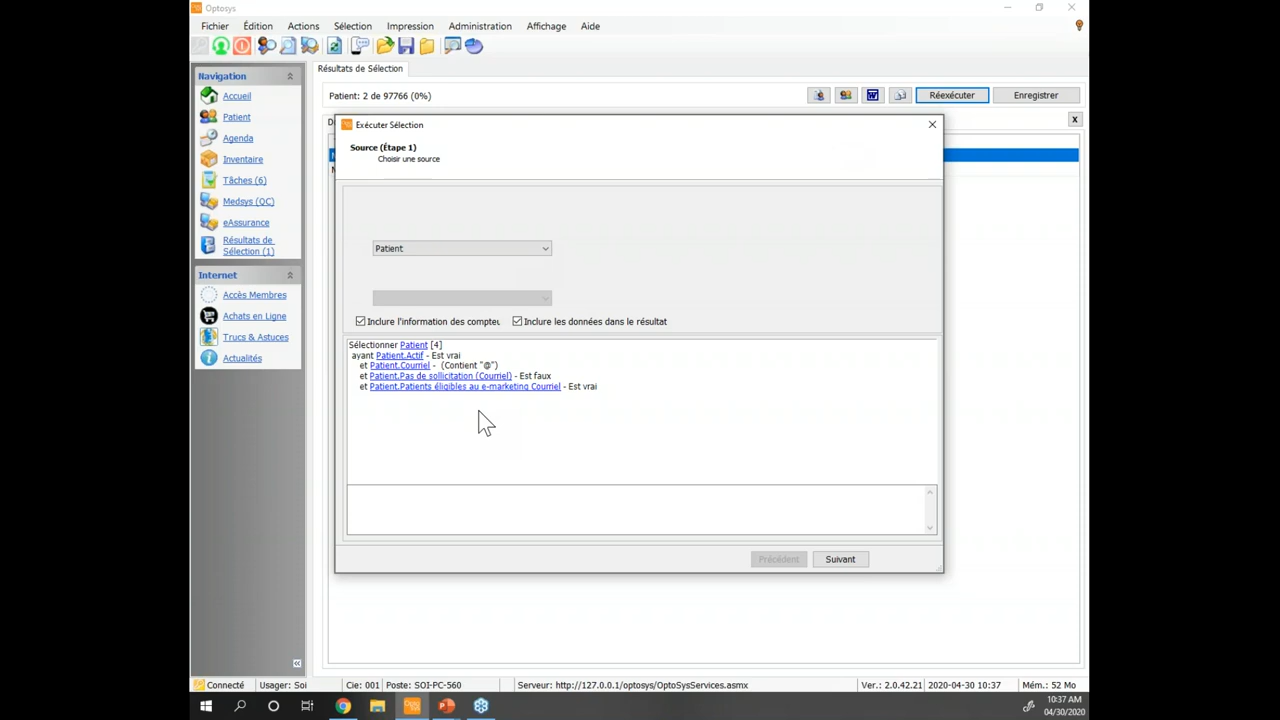 Optosys
Fichier Édition Actions Sélection Impression Administration Affichage Aide
Navigation
Accueil
Patient
Agenda
Inventaire
Tâches (6)
Medsys (QC)
eAssurance
Résultats de
Sélection (1)
Internet
Accès Membres
Achats en Ligne
Trucs & Astuces
Actualités
Résultats de Sélection
Patient: 2 de 97766 (0%)
Réexécuter Enregistrer
x
Exécuter Sélection
Source (Étape 1)
Choisir une source
Patient
Inclure l'information des compteu Inclure les données dans le résultat
Sélectionner Patient [4]
ayant Patient.Actif - Est vrai
et Patient.Courriel - (Contient "@")
et Patient.Pas de sollicitation (Courriel) - Est faux
et Patient.Patients éligibles au e-marketing Courriel - Est vrai
Précédent Suivant
Connecté Usager: Soi Cie: 001 Poste: SOI-PC-560 Serveur: http://127.0.0.1/optosys/OptoSysServices.asmx Ver.: 2.0.42.21 2020-04-30 10:37 Mém.: 52 Mo
10:37 AM
04/30/2020